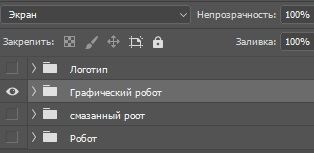 Экран Непрозрачность: 100%
Закрепить: Заливка: 100%
Логотип
Графический робот
смазанный роот
Робот